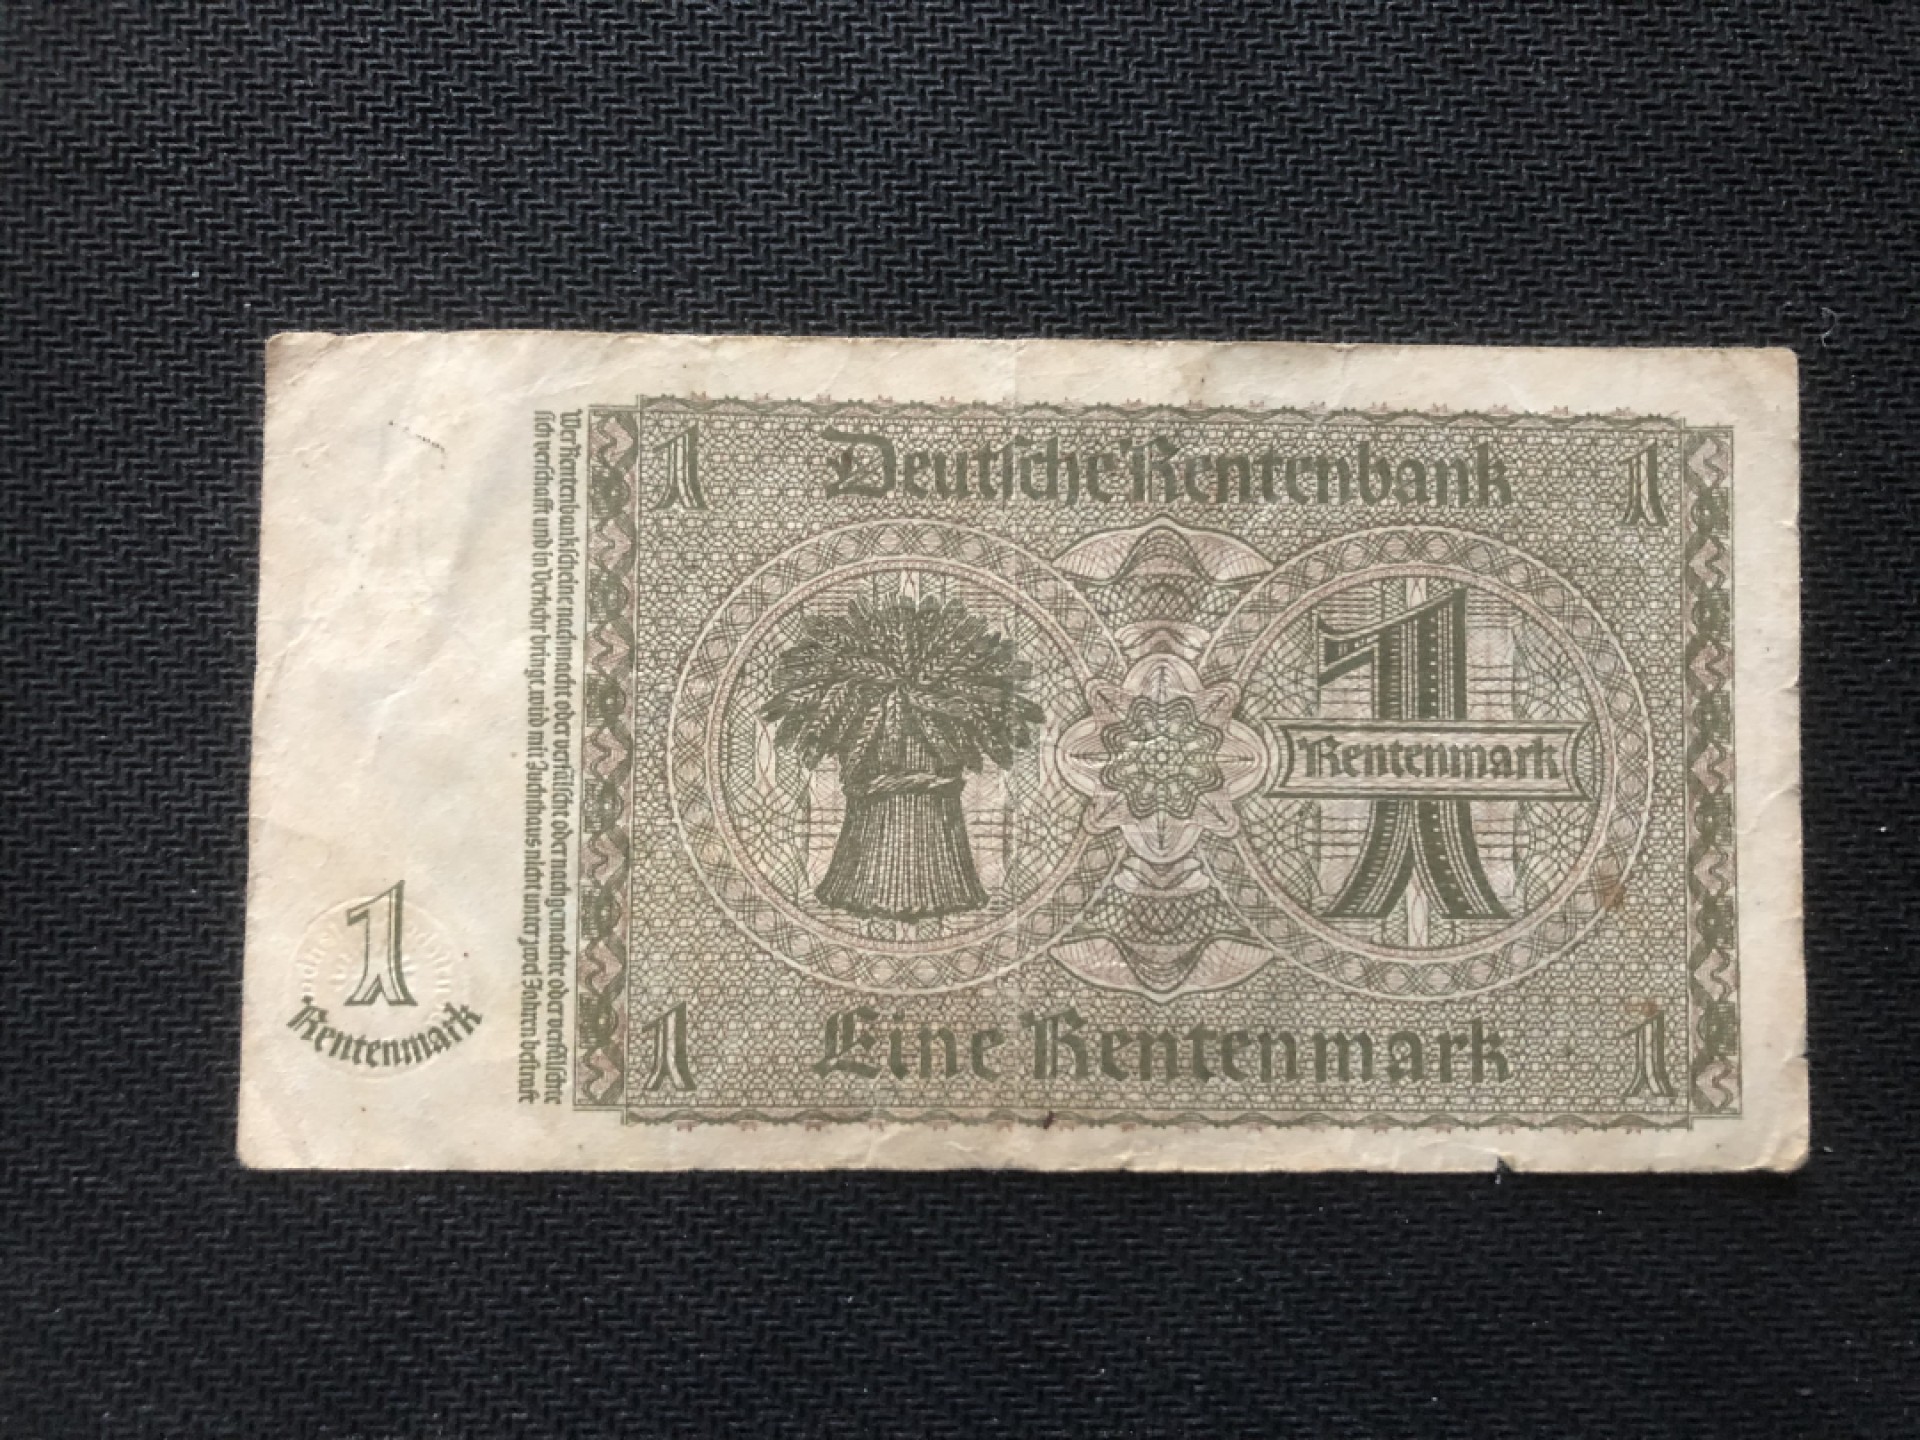 1 Deutsche Rentenbank 1
1
Rentenmark
1 Eine Rentenmark 1
Wer Rentenbankscheine nachmacht oder verfälscht oder nachgemachte oder verfälschte
sich verschafft und in Verkehr bringt, wird mit Zuchthaus nicht unter zwei Jahren bestraft
1
Rentenmark